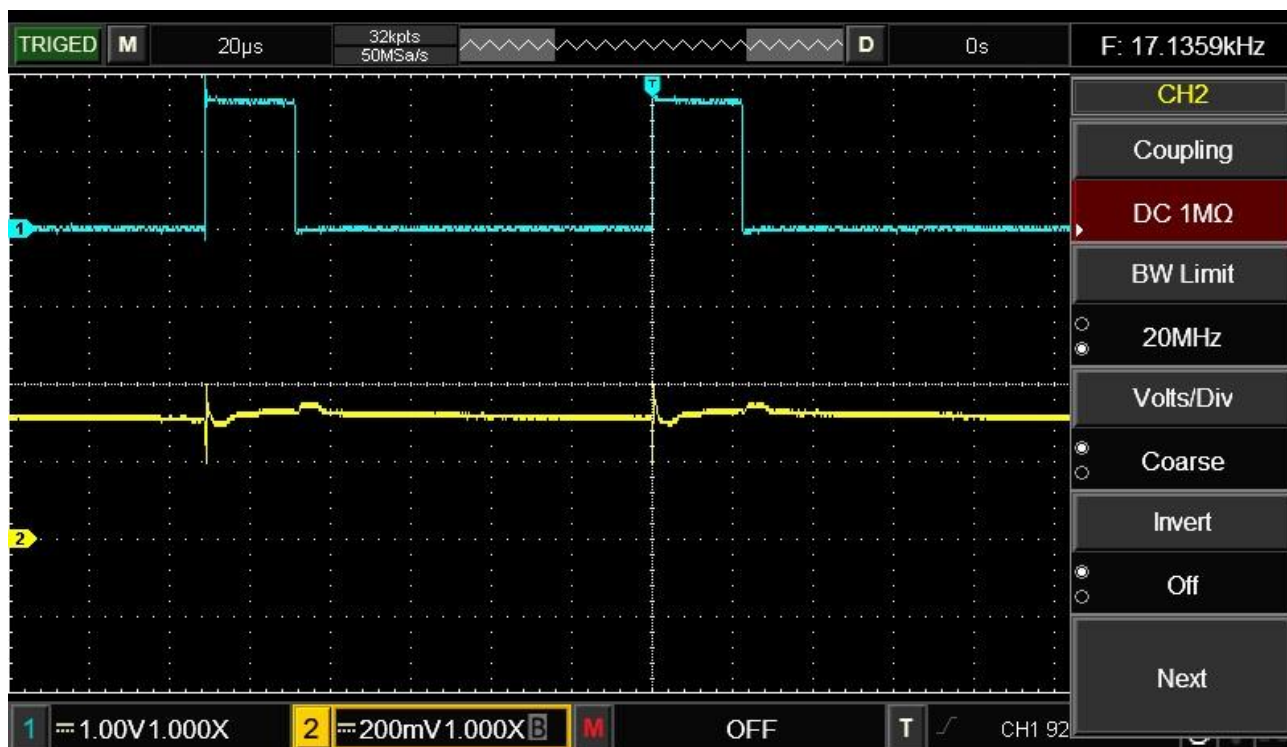 TRIGED M 20µs 32kpts 50MSa/s D 0s F: 17.1359kHz
CH2
T
Coupling
1
DC 1MΩ
BW Limit
20MHz
Volts/Div
Coarse
2
Invert
Off
Next
1 1.00V 1.000X 2 200mV 1.000X B M OFF T CH1 92